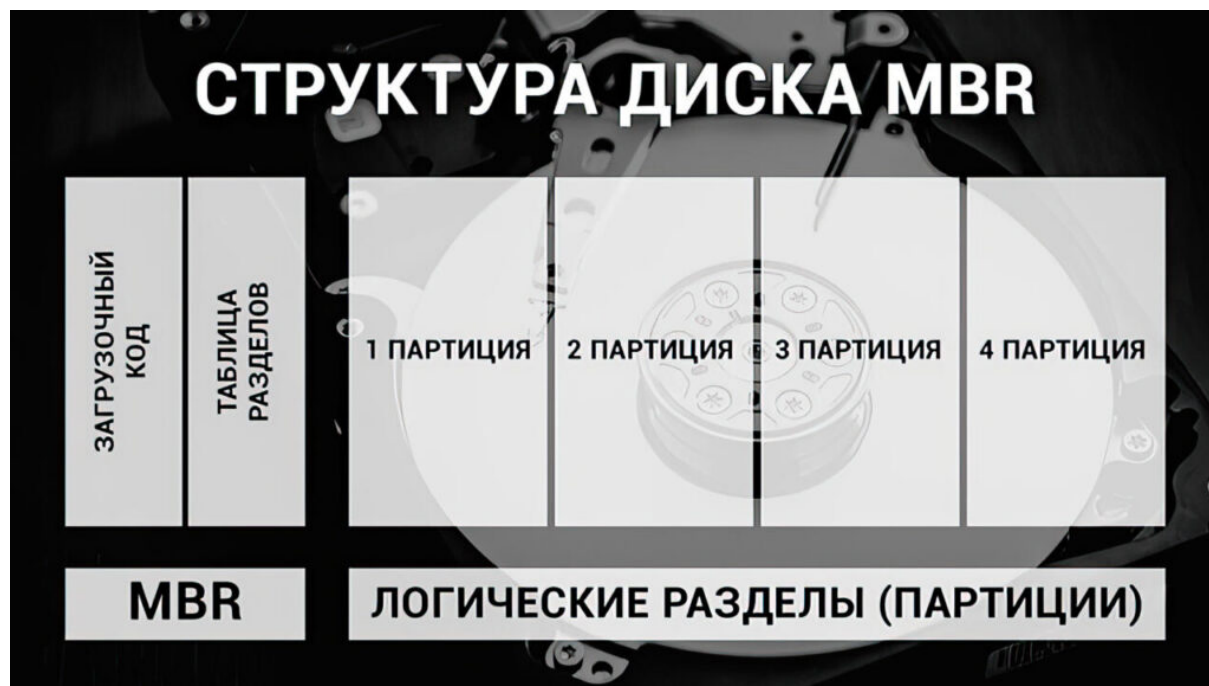 СТРУКТУРА ДИСКА MBR
ЗАГРУЗОЧНЫЙ
КОД
ТАБЛИЦА
РАЗДЕЛОВ
1 ПАРТИЦИЯ
2 ПАРТИЦИЯ
3 ПАРТИЦИЯ
4 ПАРТИЦИЯ
MBR
ЛОГИЧЕСКИЕ РАЗДЕЛЫ (ПАРТИЦИИ)